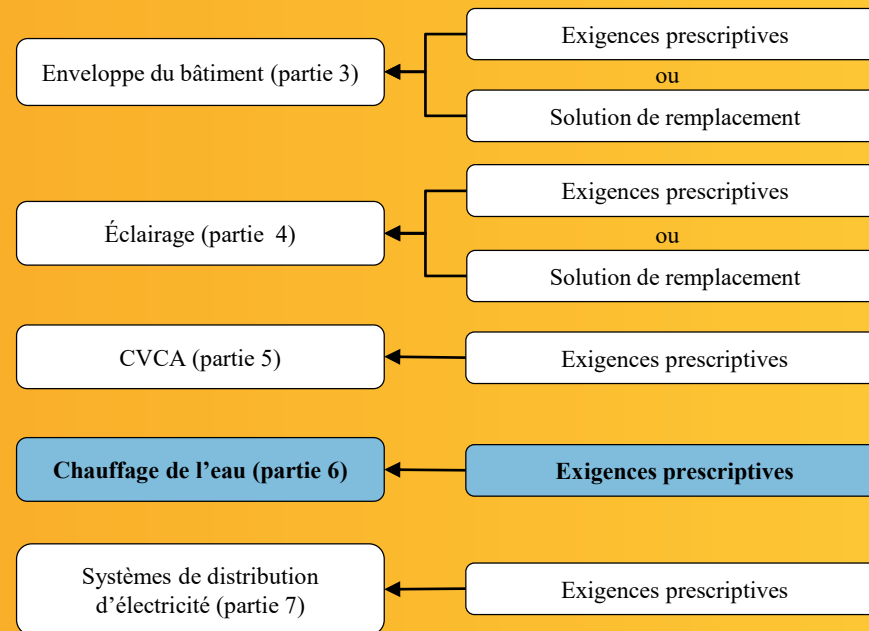 Exigences prescriptives
Enveloppe du bâtiment (partie 3)
ou
Solution de remplacement
Exigences prescriptives
Éclairage (partie 4)
ou
Solution de remplacement
CVCA (partie 5)
Exigences prescriptives
Chauffage de l’eau (partie 6)
Exigences prescriptives
Systèmes de distribution
d’électricité (partie 7)
Exigences prescriptives